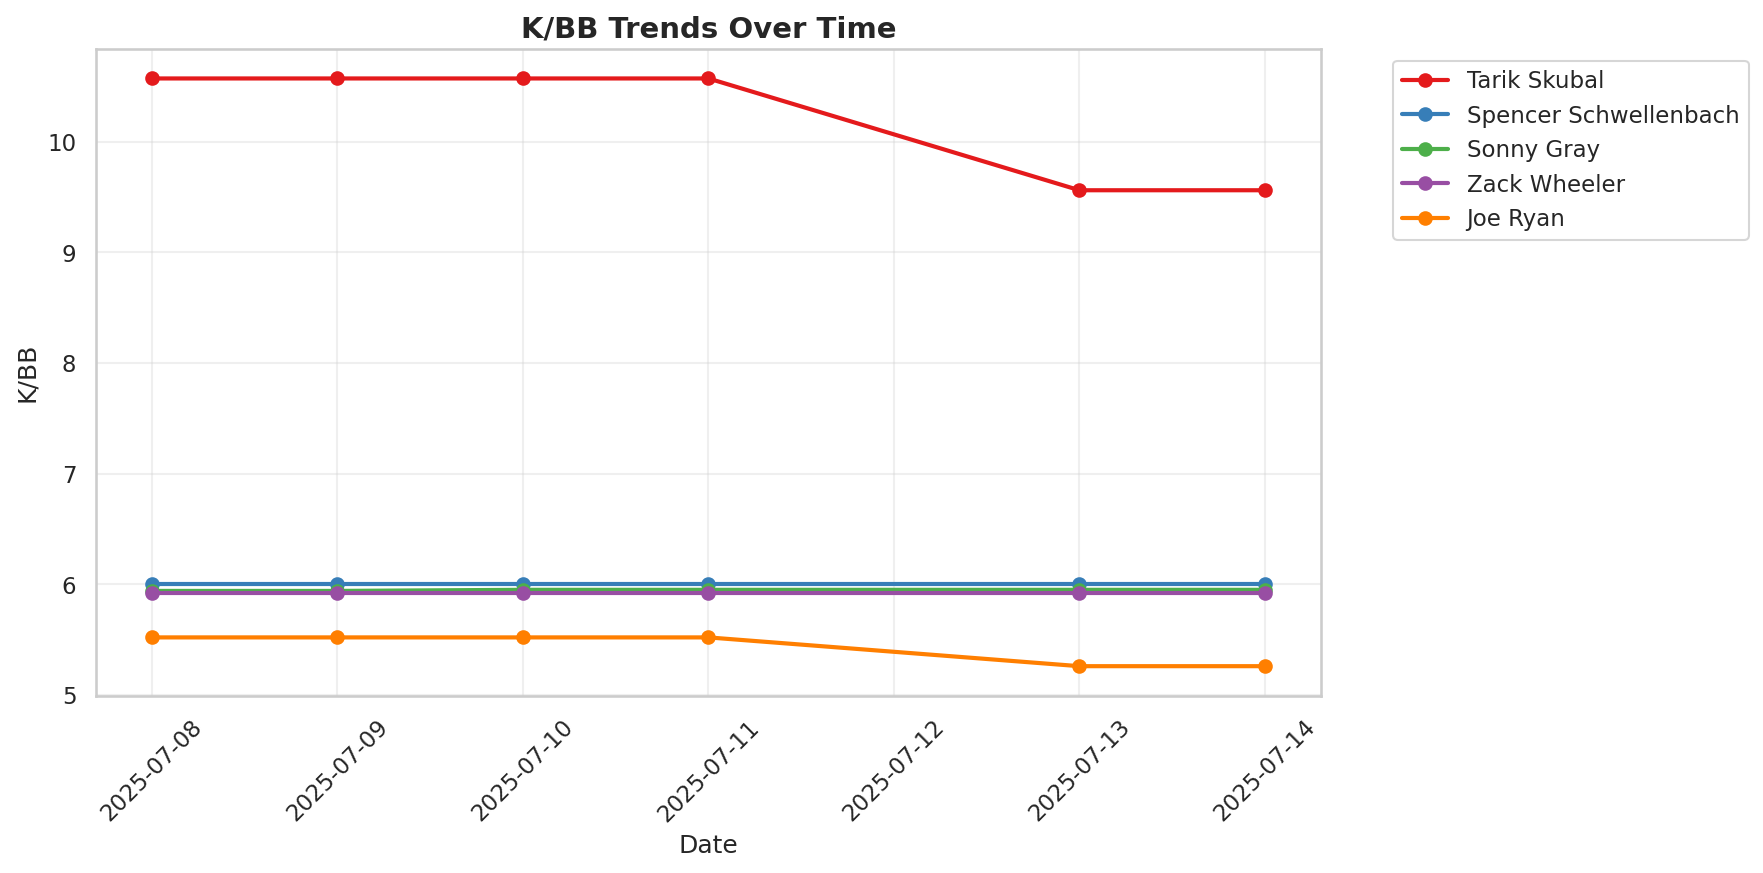 K/BB Trends Over Time
K/BB
10
9
8
7
6
5
2025-07-08
2025-07-09
2025-07-10
2025-07-11
2025-07-12
2025-07-13
2025-07-14
Date
Tarik Skubal
Spencer Schwellenbach
Sonny Gray
Zack Wheeler
Joe Ryan